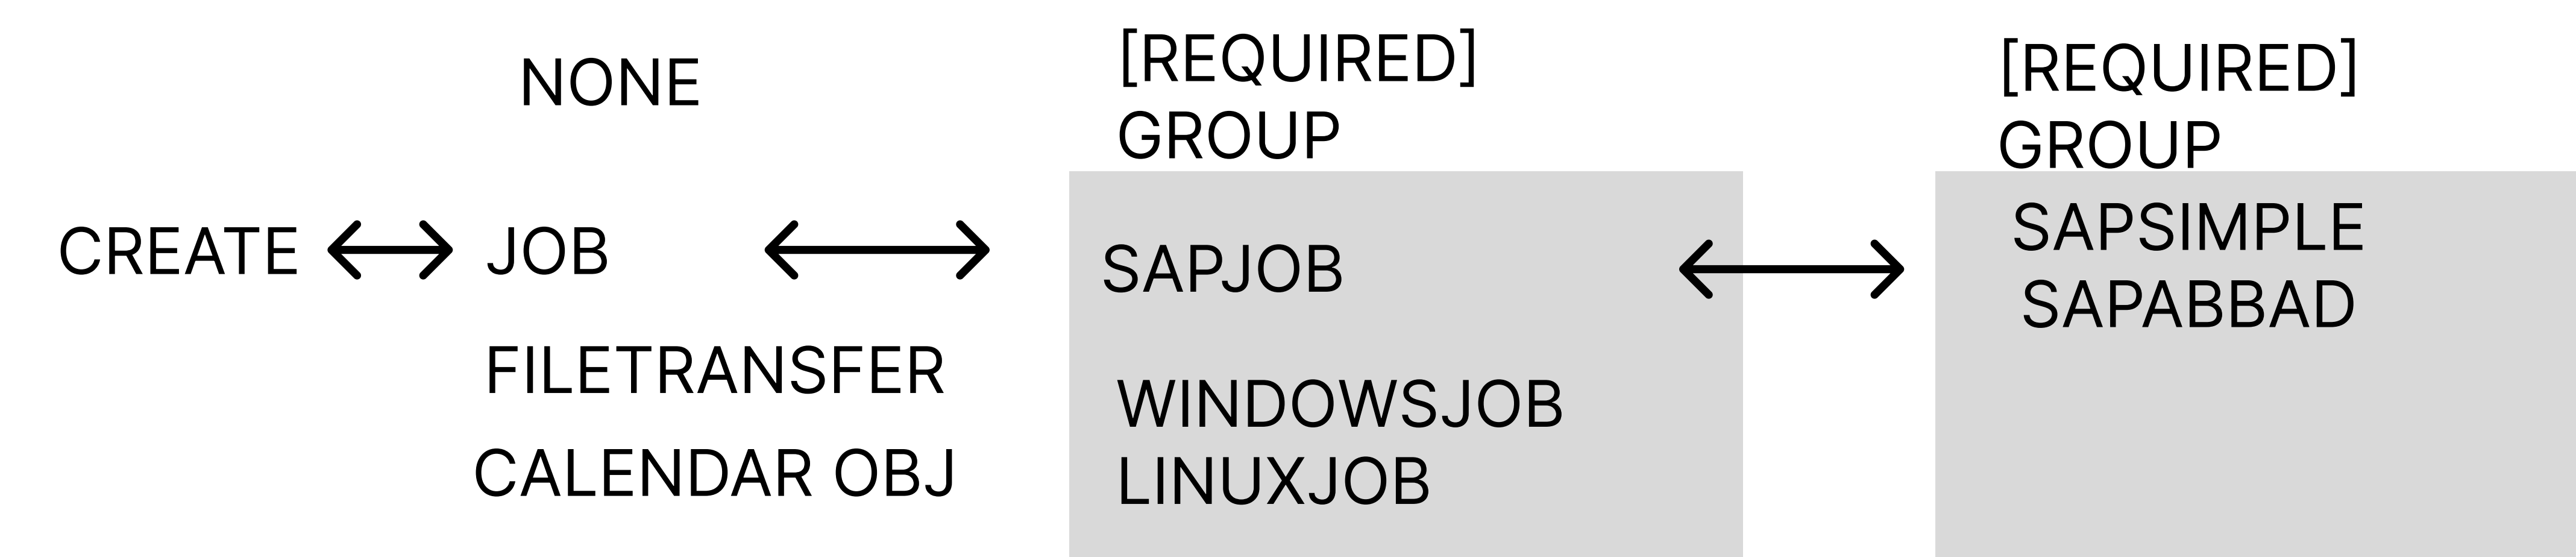 NONE
[REQUIRED]
GROUP
[REQUIRED]
GROUP
CREATE
JOB
FILETRANSFER
CALENDAR OBJ
SAPJOB
WINDOWSJOB
LINUXJOB
SAPSIMPLE
SAPABBAD